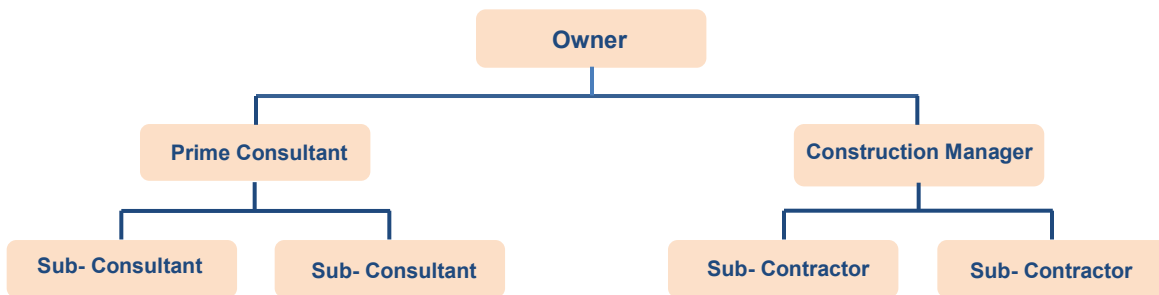 Owner
Prime Consultant
Construction Manager
Sub- Consultant
Sub- Consultant
Sub- Contractor
Sub- Contractor